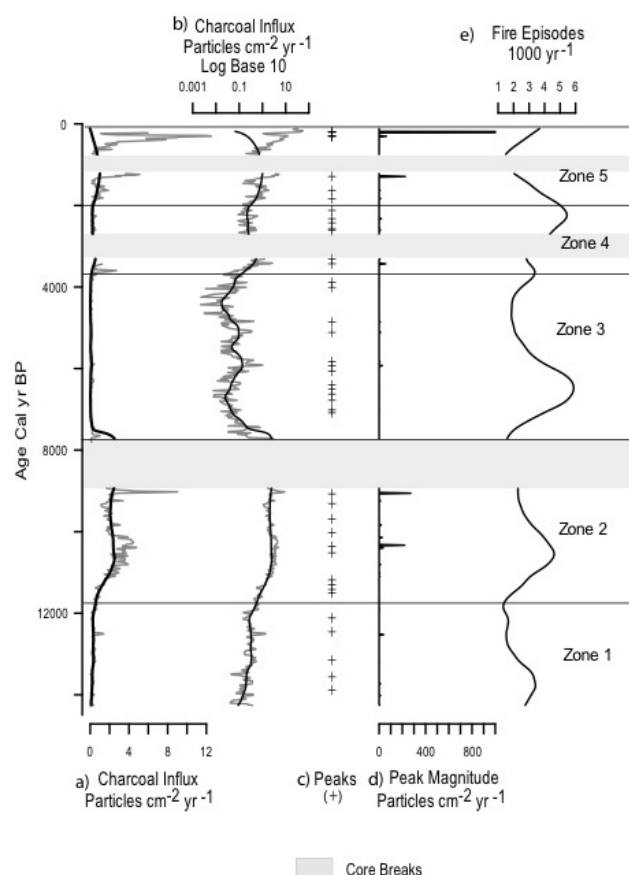 b) Charcoal Influx
Particles cm-2 yr -1
Log Base 10
0.001 0.1 10
e) Fire Episodes
1000 yr-1
1 2 3 4 5 6
0
4000
8000
12000
Age Cal yr BP
Zone 5
Zone 4
Zone 3
Zone 2
Zone 1
0 4 8 12
0 400 800
a) Charcoal Influx
Particles cm-2 yr -1
c) Peaks
(+)
d) Peak Magnitude
Particles cm-2 yr -1
Core Breaks